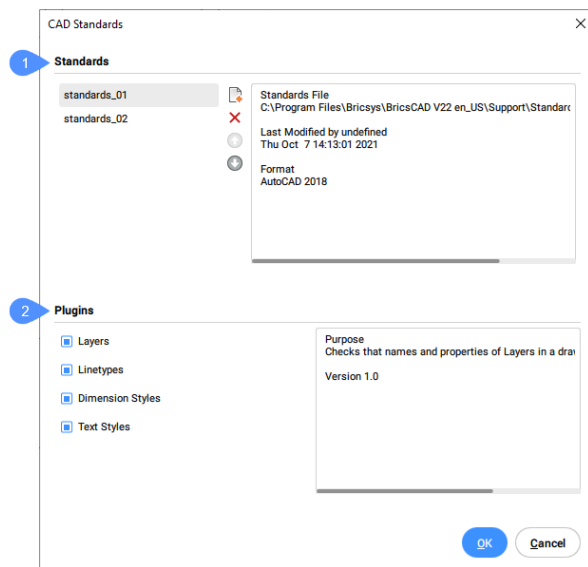 CAD Standards
1
Standards
standards_01
standards_02
Standards File
C:\Program Files\Bricsys\BricsCAD V22 en_US\Support\Standard
Last Modified by undefined
Thu Oct 7 14:13:01 2021
Format
AutoCAD 2018
2
Plugins
Layers
Linetypes
Dimension Styles
Text Styles
Purpose
Checks that names and properties of Layers in a draw
Version 1.0
OK
Cancel